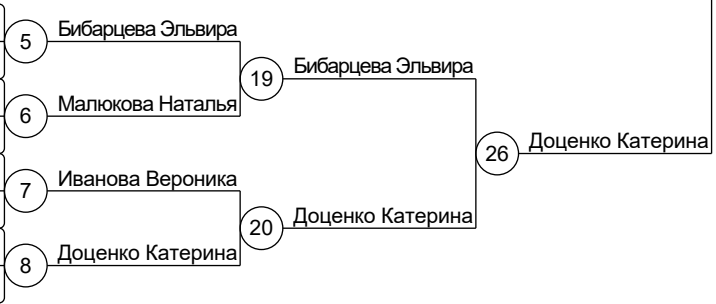 5 Бибарцева Эльвира
19 Бибарцева Эльвира
6 Малюкова Наталья
26 Доценко Катерина
7 Иванова Вероника
20 Доценко Катерина
8 Доценко Катерина